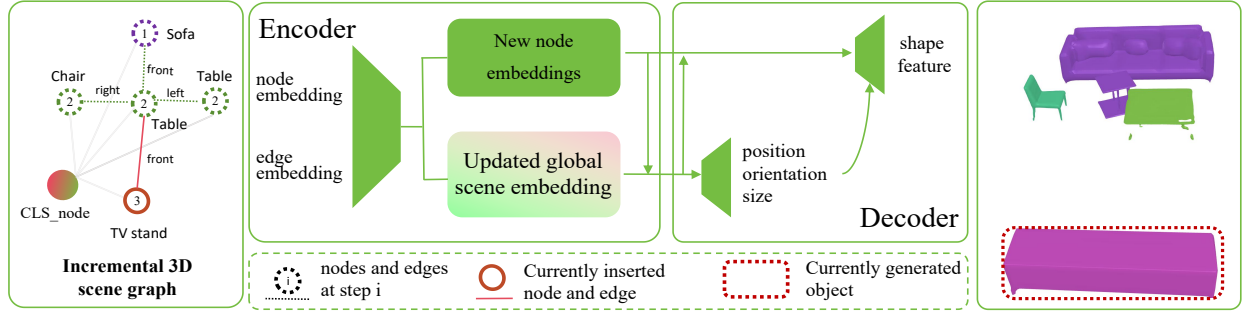 1
Sofa
front
Chair
Table
right
left
2
2
2
Table
front
3
CLS_node
TV stand
Incremental 3D
scene graph
Encoder
node
embedding
edge
embedding
New node
embeddings
Updated global
scene embedding
shape
feature
position
orientation
size
Decoder
i
nodes and edges
at step i
Currently inserted
node and edge
Currently generated
object